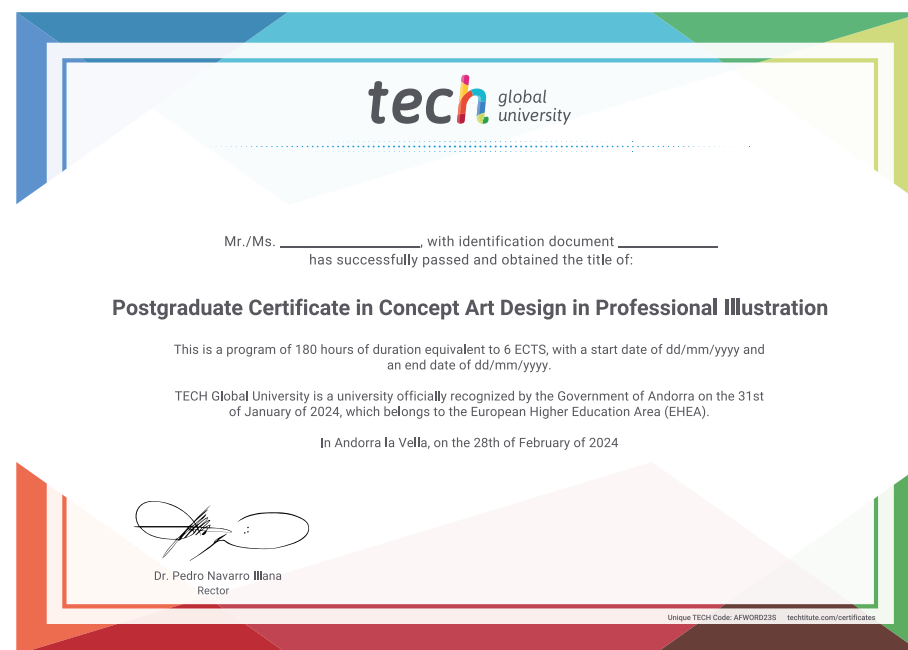 tech global
university
Mr./Ms. ____________, with identification document ____________
has successfully passed and obtained the title of:
Postgraduate Certificate in Concept Art Design in Professional Illustration
This is a program of 180 hours of duration equivalent to 6 ECTS, with a start date of dd/mm/yyyy and
an end date of dd/mm/yyyy.
TECH Global University is a university officially recognized by the Government of Andorra on the 31st
of January of 2024, which belongs to the European Higher Education Area (EHEA).
In Andorra la Vella, on the 28th of February of 2024
Dr. Pedro Navarro Illana
Rector
Unique TECH Code: AFWORD23S techtitute.com/certificates